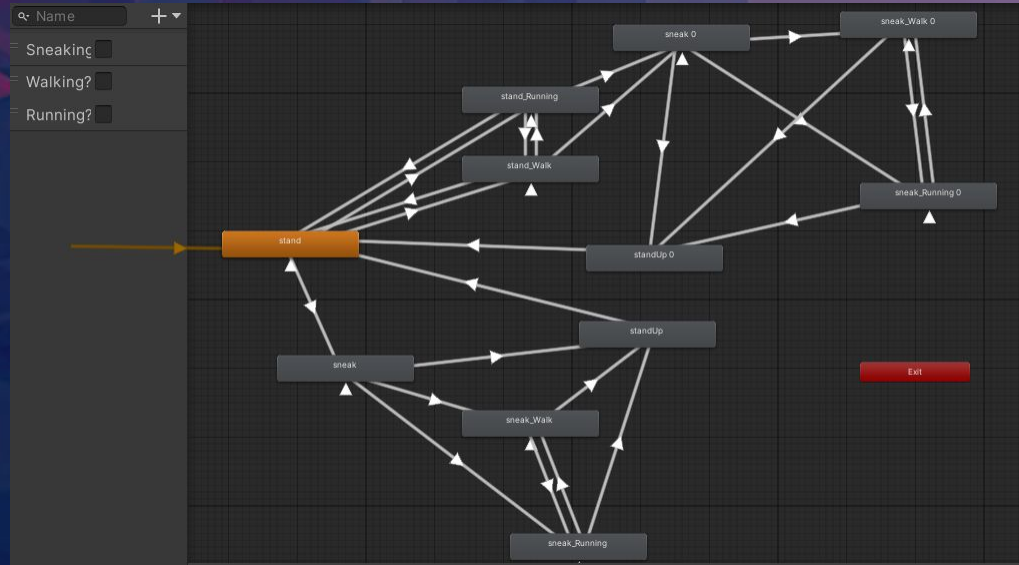 Name
Sneaking
Walking?
Running?
sneak 0
sneak_Walk 0
stand_Running
stand_Walk
sneak_Running 0
stand
standUp 0
standUp
sneak
Exit
sneak_Walk
sneak_Running